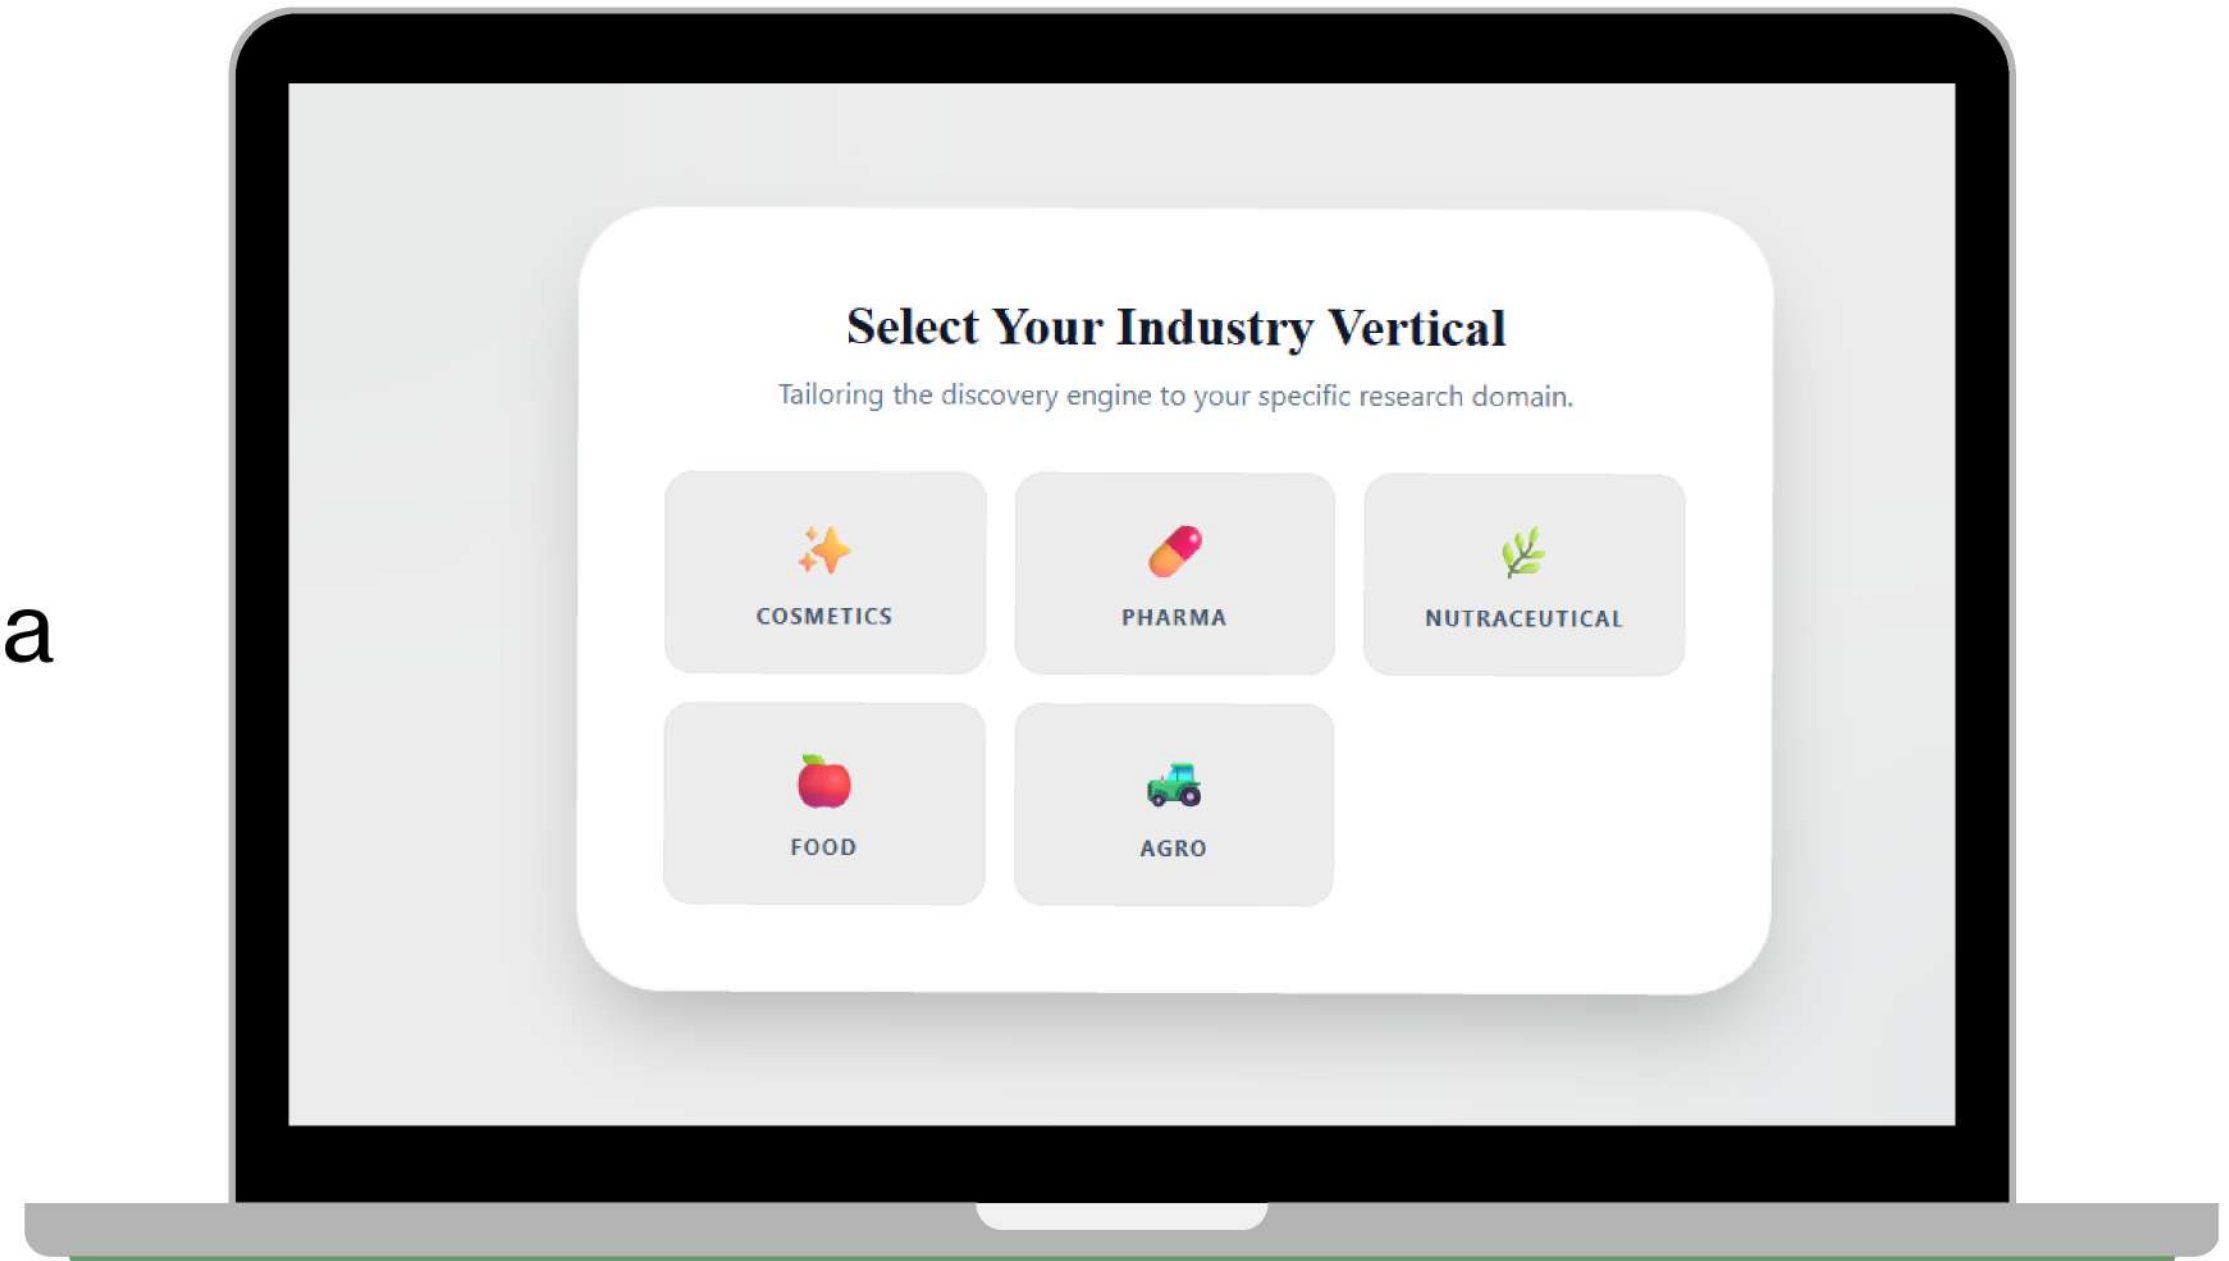 a
Select Your Industry Vertical
Tailoring the discovery engine to your specific research domain.
COSMETICS
PHARMA
NUTRACEUTICAL
FOOD
AGRO